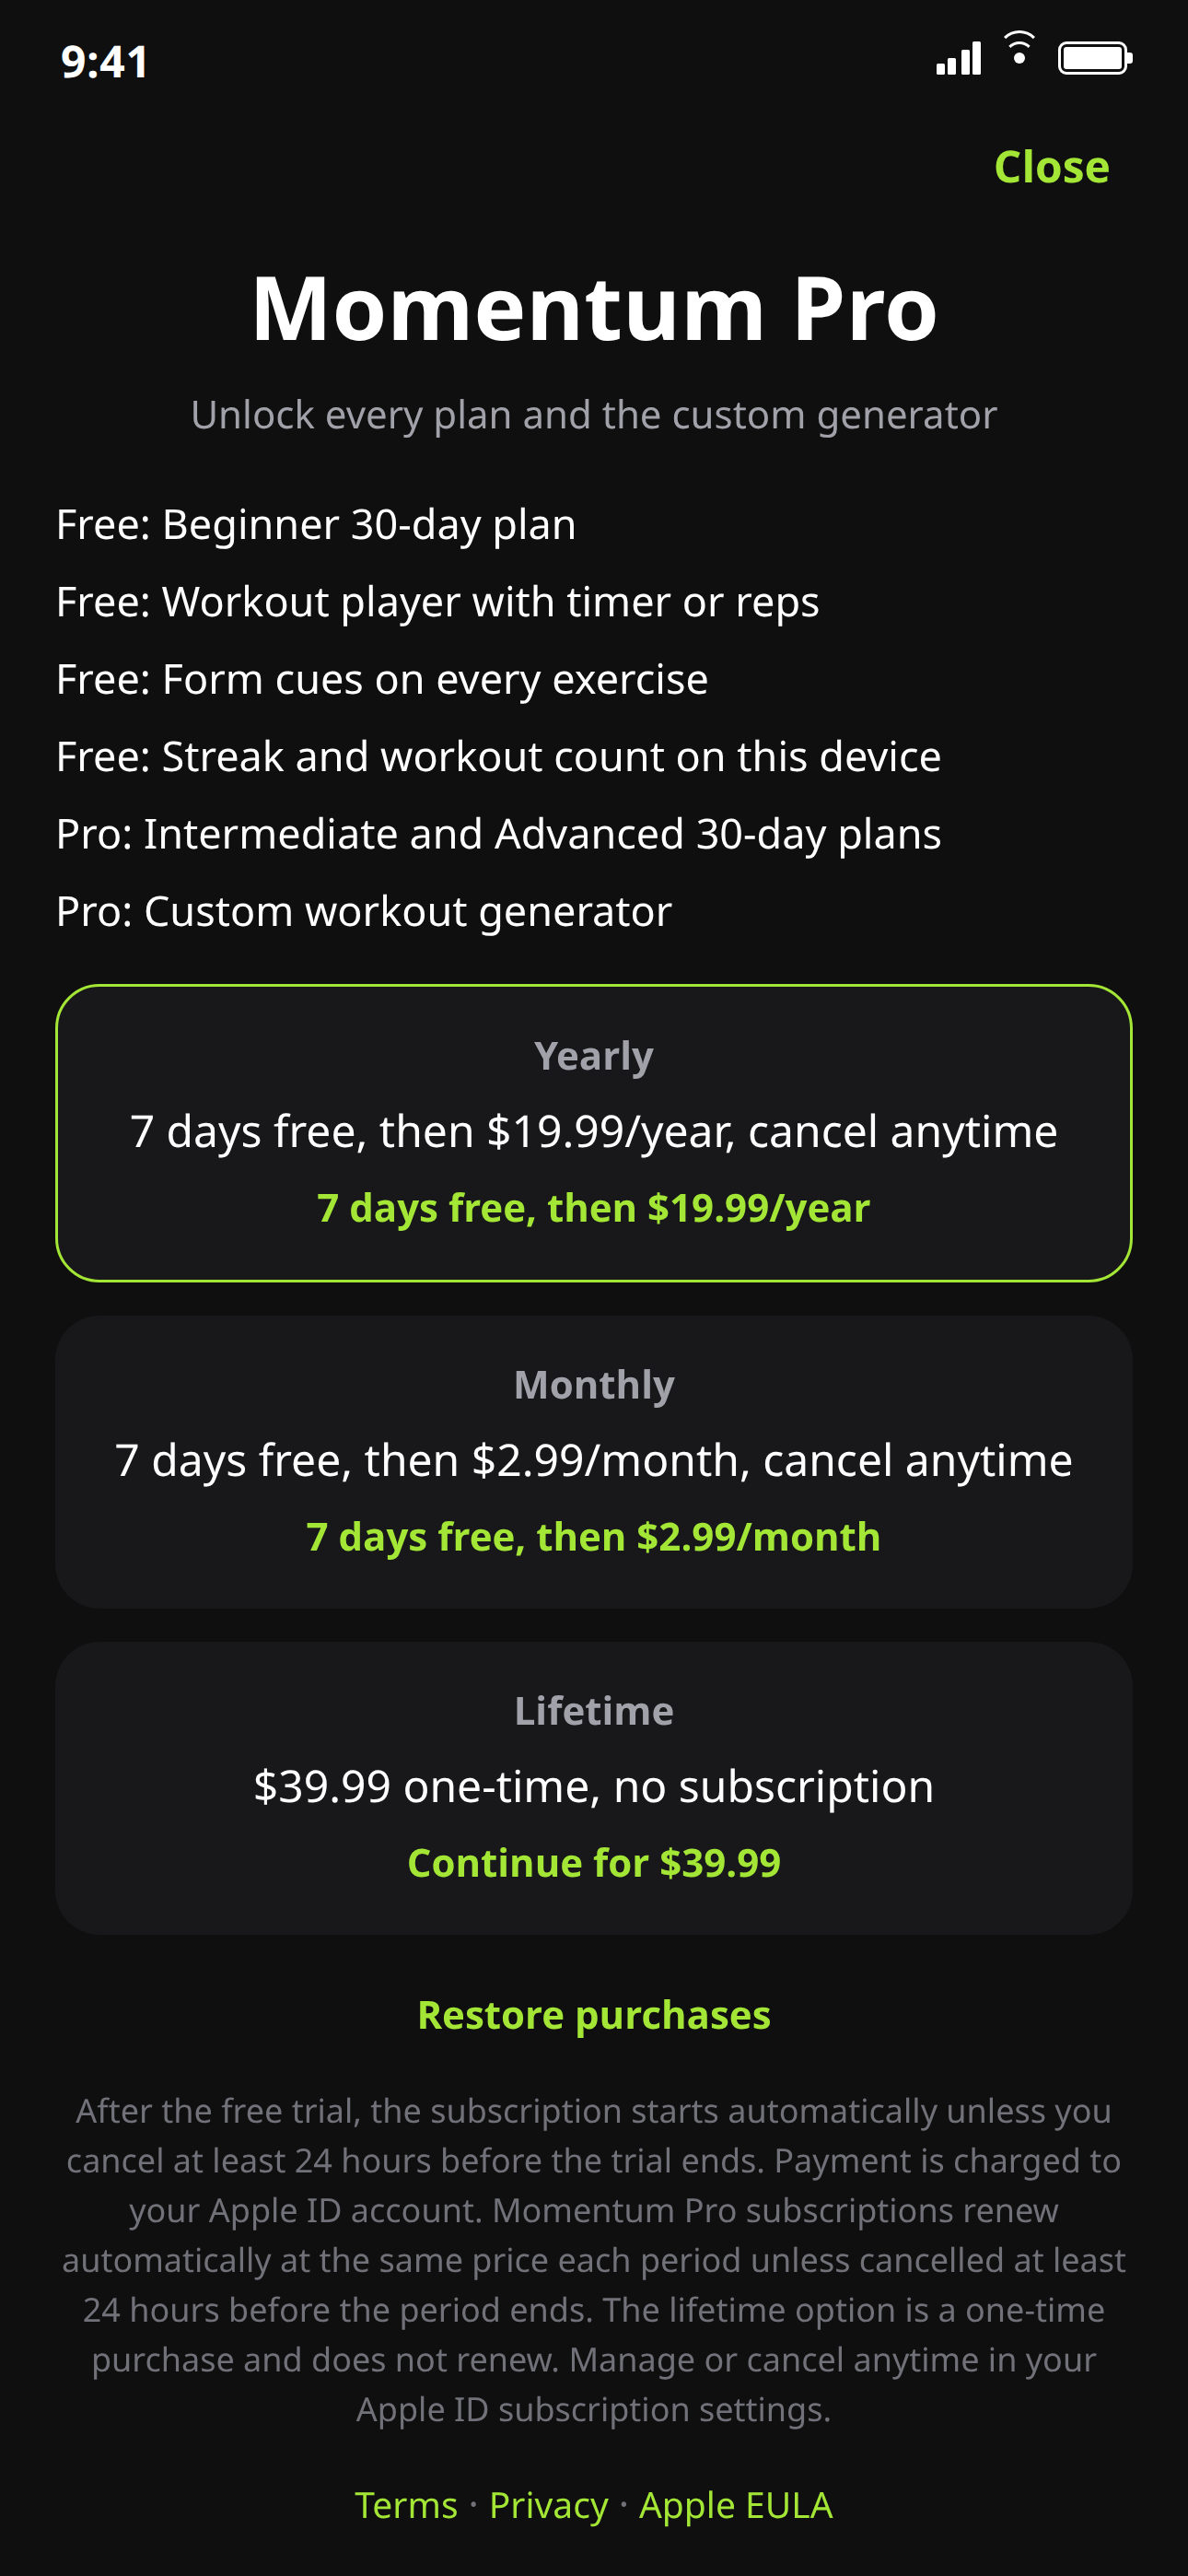 9:41
Close
Momentum Pro
Unlock every plan and the custom generator
Free: Beginner 30-day plan
Free: Workout player with timer or reps
Free: Form cues on every exercise
Free: Streak and workout count on this device
Pro: Intermediate and Advanced 30-day plans
Pro: Custom workout generator
Yearly
7 days free, then $19.99/year, cancel anytime
7 days free, then $19.99/year
Monthly
7 days free, then $2.99/month, cancel anytime
7 days free, then $2.99/month
Lifetime
$39.99 one-time, no subscription
Continue for $39.99
Restore purchases
After the free trial, the subscription starts automatically unless you
cancel at least 24 hours before the trial ends. Payment is charged to
your Apple ID account. Momentum Pro subscriptions renew
automatically at the same price each period unless cancelled at least
24 hours before the period ends. The lifetime option is a one-time
purchase and does not renew. Manage or cancel anytime in your
Apple ID subscription settings.
Terms · Privacy · Apple EULA